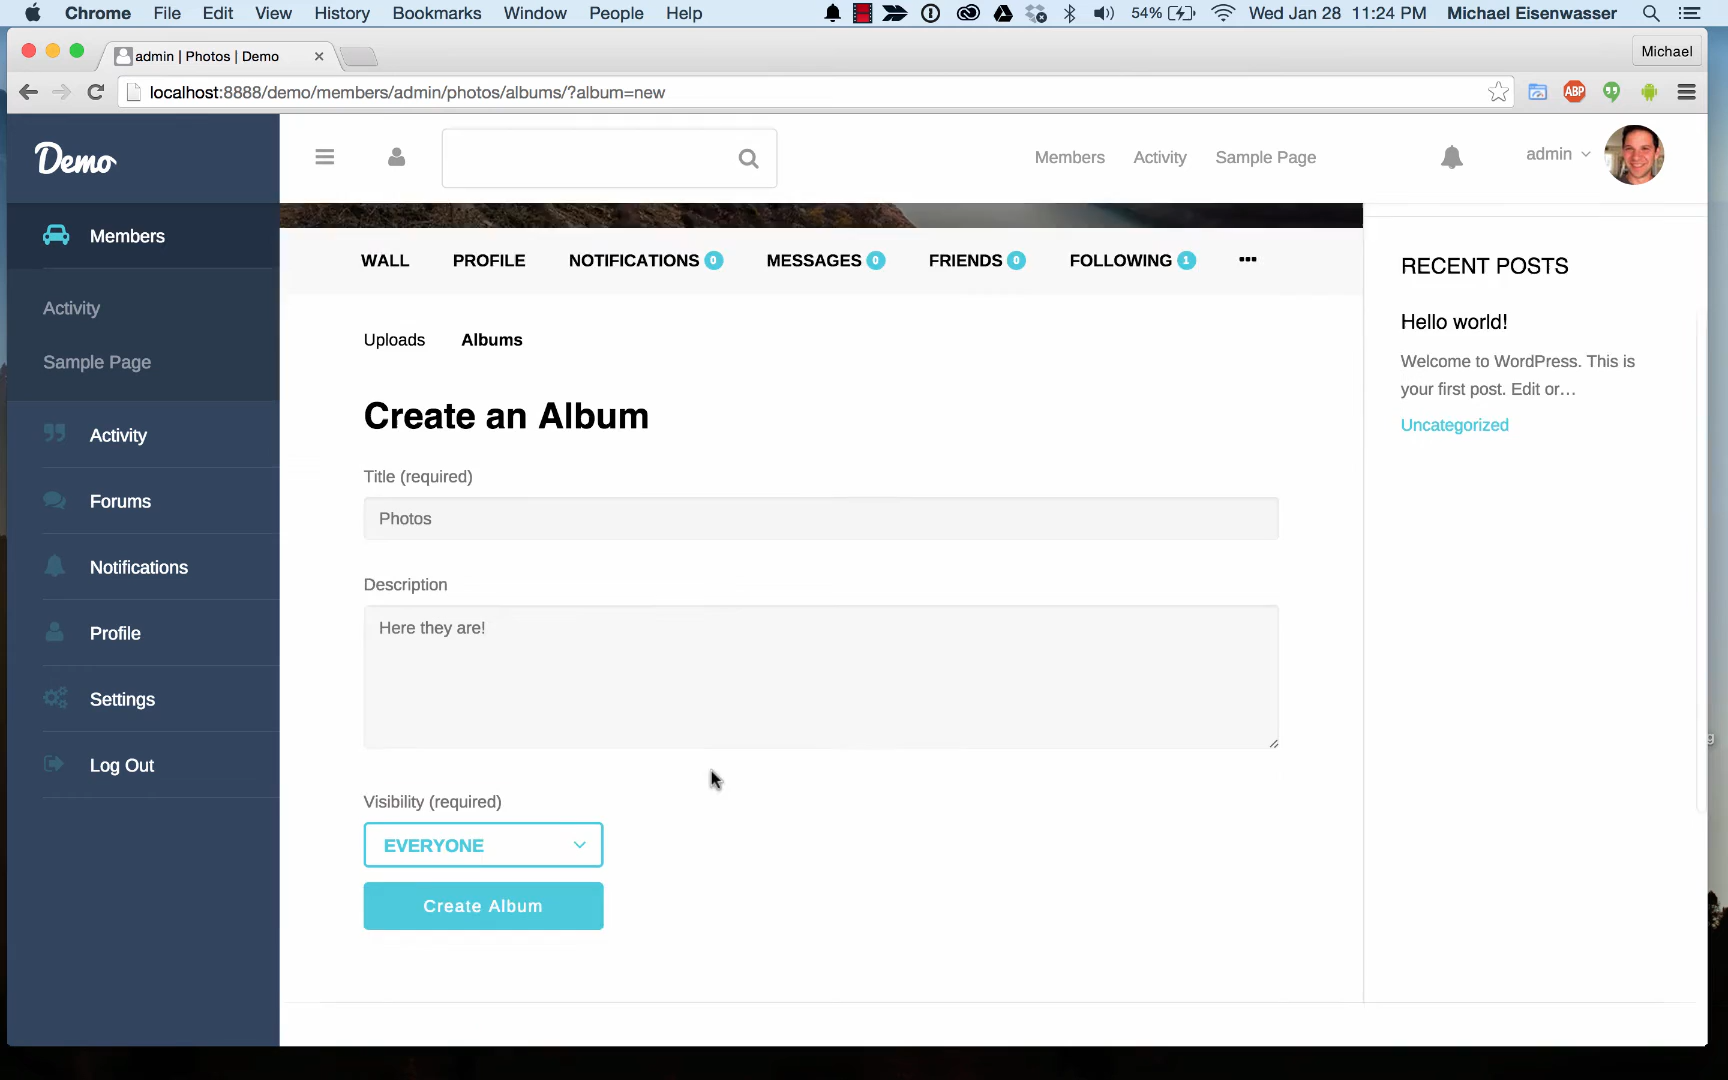 Chrome File Edit View History Bookmarks Window People Help 54% Wed Jan 28 11:24 PM Michael Eisenwasser
admin | Photos | Demo
Michael
localhost:8888/demo/members/admin/photos/albums/?album=new
ABP
Demo
Members Activity Sample Page
admin
Members
Activity
Sample Page
Activity
Forums
Notifications
Profile
Settings
Log Out
WALL PROFILE NOTIFICATIONS 0 MESSAGES 0 FRIENDS 0 FOLLOWING 1
Uploads Albums
Create an Album
Title (required)
Photos
Description
Here they are!
Visibility (required)
EVERYONE
Create Album
RECENT POSTS
Hello world!
Welcome to WordPress. This is
your first post. Edit or…
Uncategorized